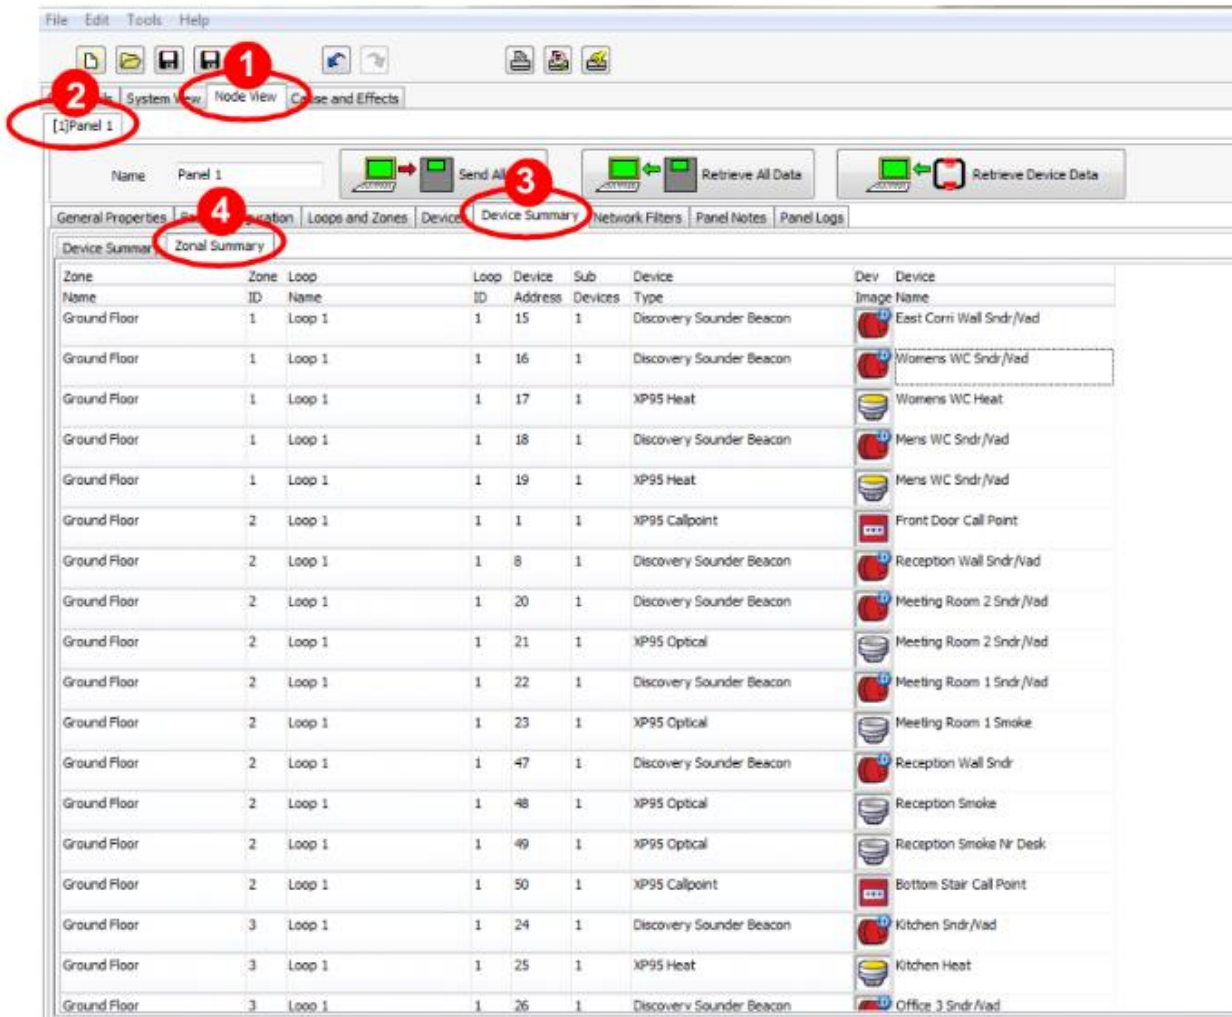 File Edit Tools Help
1
2 System View Node View Cause and Effects
[1]Panel 1
Name Panel 1 Send All Retrieve All Data Retrieve Device Data
3
4
General Properties Loops and Zones Device Summary Network Filters Panel Notes Panel Logs
Device Summary Zonal Summary
Zone Zone Loop Loop Device Sub Device Dev Device
Name ID Name ID Address Devices Type Image Name
Ground Floor 1 Loop 1 1 15 1 Discovery Sounder Beacon East Corri Wall Sndr/Vad
Ground Floor 1 Loop 1 1 16 1 Discovery Sounder Beacon Womens WC Sndr/Vad
Ground Floor 1 Loop 1 1 17 1 XP95 Heat Womens WC Heat
Ground Floor 1 Loop 1 1 18 1 Discovery Sounder Beacon Mens WC Sndr/Vad
Ground Floor 1 Loop 1 1 19 1 XP95 Heat Mens WC Sndr/Vad
Ground Floor 2 Loop 1 1 1 1 XP95 Callpoint Front Door Call Point
Ground Floor 2 Loop 1 1 8 1 Discovery Sounder Beacon Reception Wall Sndr/Vad
Ground Floor 2 Loop 1 1 20 1 Discovery Sounder Beacon Meeting Room 2 Sndr/Vad
Ground Floor 2 Loop 1 1 21 1 XP95 Optical Meeting Room 2 Sndr/Vad
Ground Floor 2 Loop 1 1 22 1 Discovery Sounder Beacon Meeting Room 1 Sndr/Vad
Ground Floor 2 Loop 1 1 23 1 XP95 Optical Meeting Room 1 Smoke
Ground Floor 2 Loop 1 1 47 1 Discovery Sounder Beacon Reception Wall Sndr
Ground Floor 2 Loop 1 1 48 1 XP95 Optical Reception Smoke
Ground Floor 2 Loop 1 1 49 1 XP95 Optical Reception Smoke Nr Desk
Ground Floor 2 Loop 1 1 50 1 XP95 Callpoint Bottom Stair Call Point
Ground Floor 3 Loop 1 1 24 1 Discovery Sounder Beacon Kitchen Sndr/Vad
Ground Floor 3 Loop 1 1 25 1 XP95 Heat Kitchen Heat
Ground Floor 3 Loop 1 1 26 1 Discovery Sounder Beacon Office 3 Sndr/Vad